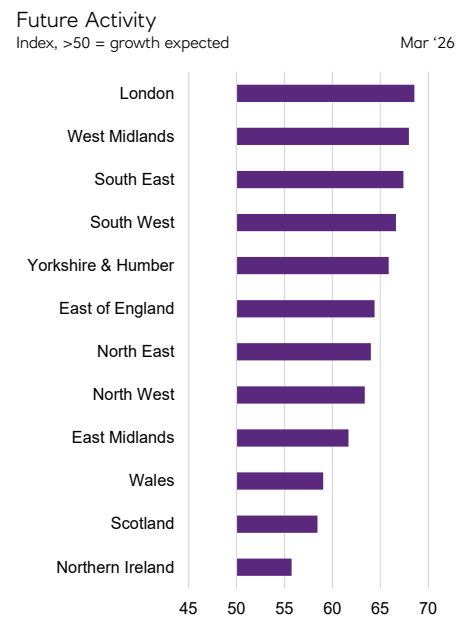 Future Activity
Index, >50 = growth expected
Mar ‘26
London
West Midlands
South East
South West
Yorkshire & Humber
East of England
North East
North West
East Midlands
Wales
Scotland
Northern Ireland
45 50 55 60 65 70